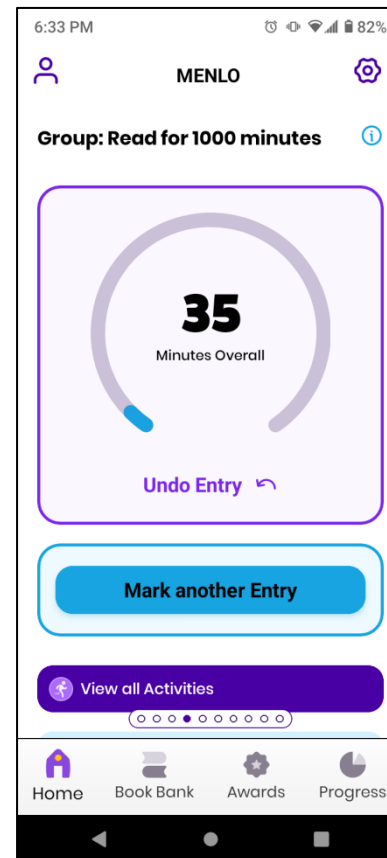 6:33 PM 82%
MENLO
Group: Read for 1000 minutes i
35
Minutes Overall
Undo Entry
Mark another Entry
View all Activities
Home Book Bank Awards Progress